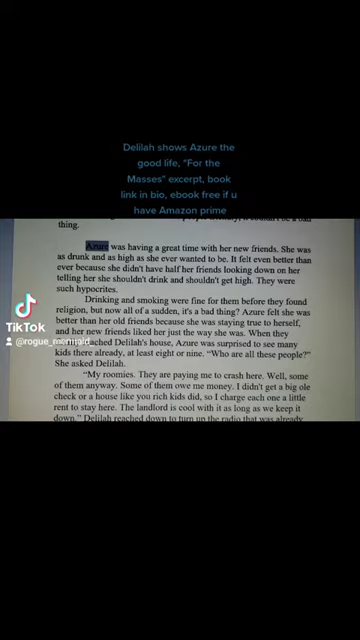 Delilah shows Azure the
good life, "For the
Masses" excerpt, book
link in bio, ebook free if u
have Amazon prime
it couldn't be a bad
thing.
Azure was having a great time with her new friends. She was
as drunk and as high as she ever wanted to be. It felt even better than
ever because she didn't have half her friends looking down on her
telling her she shouldn't drink and shouldn't get high. They were
such hypocrites.
Drinking and smoking were fine for them before they found
religion, but now all of a sudden, it's a bad thing? Azure felt she was
better than her old friends because she was staying true to herself,
and her new friends liked her just the way she was. When they
reached Delilah's house, Azure was surprised to see many
kids there already, at least eight or nine. "Who are all these people?"
She asked Delilah.
"My roomies. They are paying me to crash here. Well, some
of them anyway. Some of them owe me money. I didn't get a big ole
check or a house like you rich kids did, so I charge each one a little
rent to stay here. The landlord is cool with it as long as we keep it
down." Delilah reached down to turn up the radio that was already
TikTok
@rogue_mermaid_